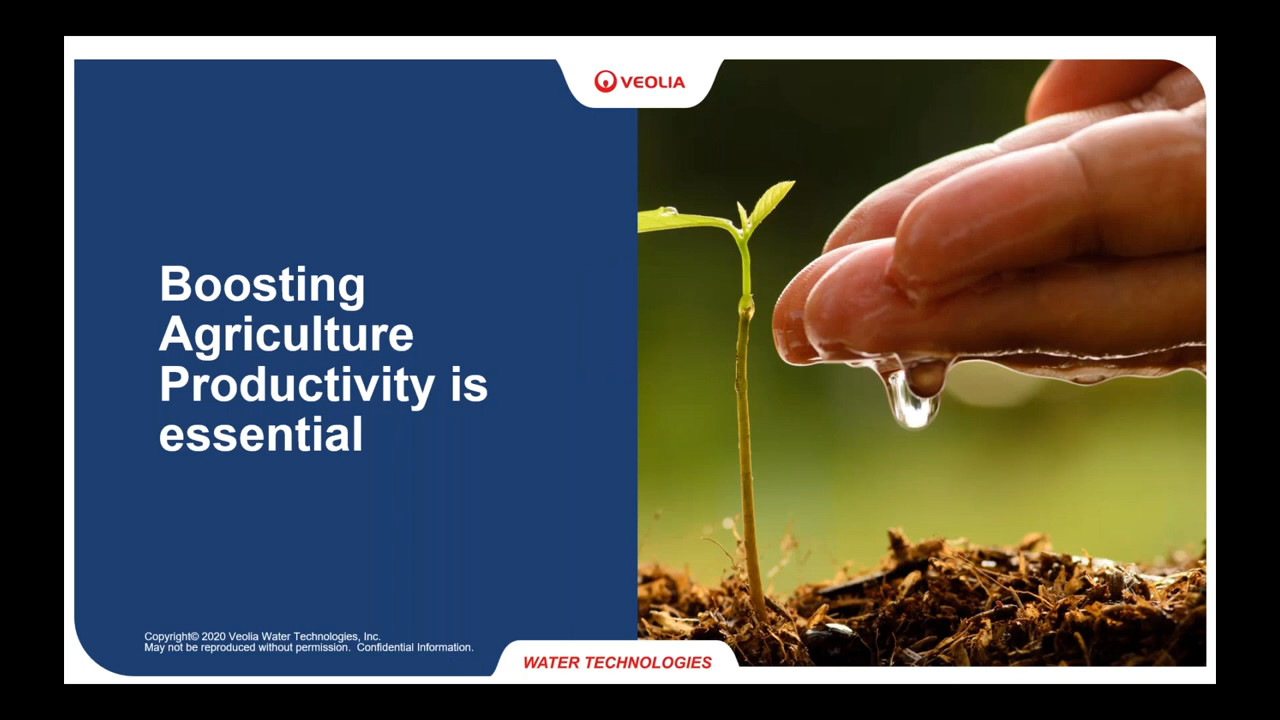 VEOLIA
Boosting
Agriculture
Productivity is
essential
Copyright© 2020 Veolia Water Technologies, Inc.
May not be reproduced without permission. Confidential Information.
WATER TECHNOLOGIES